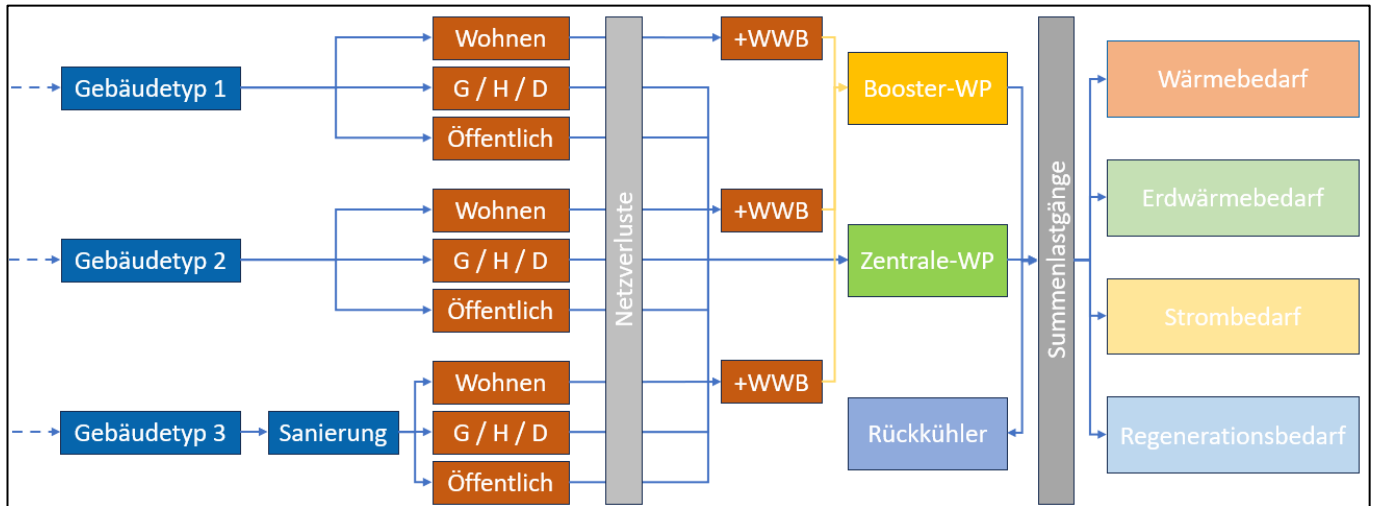 Gebäudetyp 1
Wohnen
G / H / D
Öffentlich
+WWB
Gebäudetyp 2
Wohnen
G / H / D
Öffentlich
+WWB
Gebäudetyp 3
Sanierung
Wohnen
G / H / D
Öffentlich
+WWB
Netzverluste
Booster-WP
Zentrale-WP
Rückkühler
Summenlastgänge
Wärmebedarf
Erdwärmebedarf
Strombedarf
Regenerationsbedarf